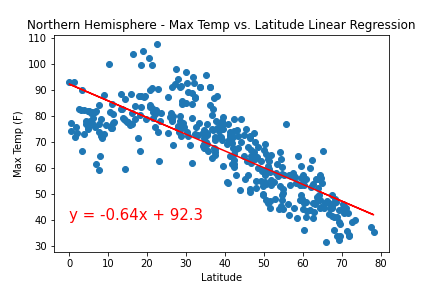 Northern Hemisphere - Max Temp vs. Latitude Linear Regression
110
100
90
80
70
60
50
40
30
Max Temp (F)
y = -0.64x + 92.3
0 10 20 30 40 50 60 70 80
Latitude